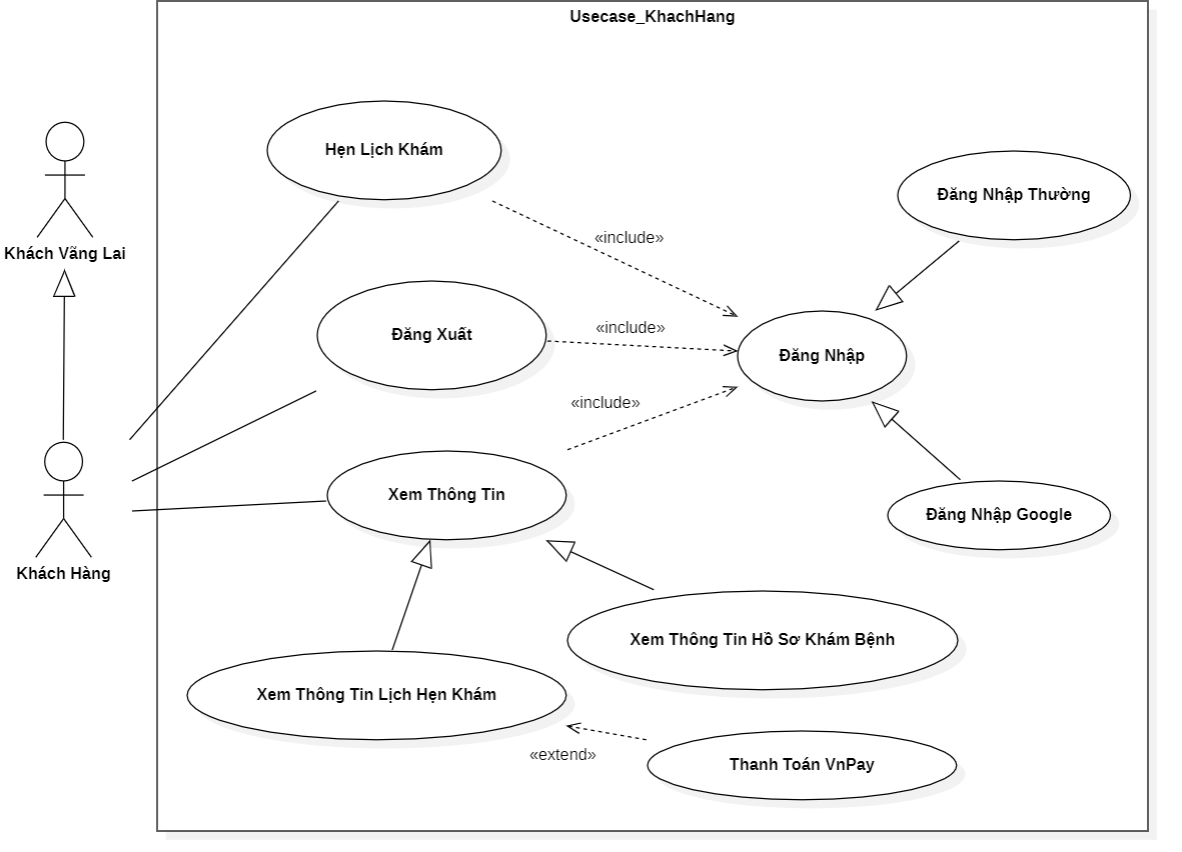 Usecase_KhachHang
Hẹn Lịch Khám
Đăng Nhập Thường
«include»
Khách Vãng Lai
Đăng Xuất
«include»
Đăng Nhập
«include»
Xem Thông Tin
Đăng Nhập Google
Khách Hàng
Xem Thông Tin Hồ Sơ Khám Bệnh
Xem Thông Tin Lịch Hẹn Khám
«extend»
Thanh Toán VnPay